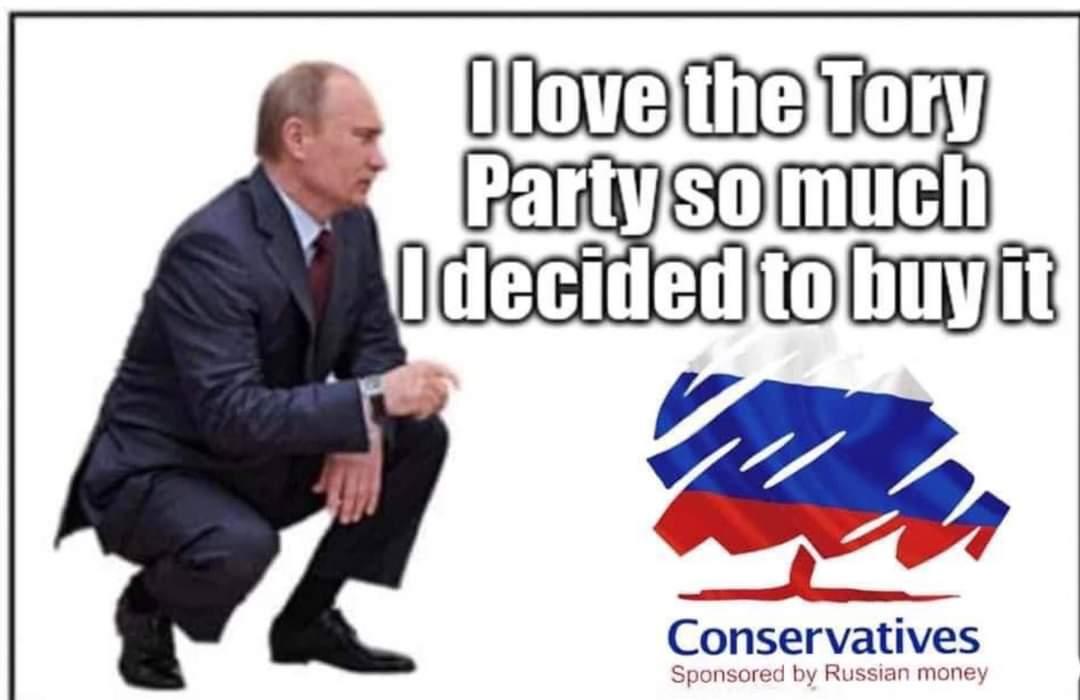 I love the Tory
Party so much
I decided to buy it
Conservatives
Sponsored by Russian money